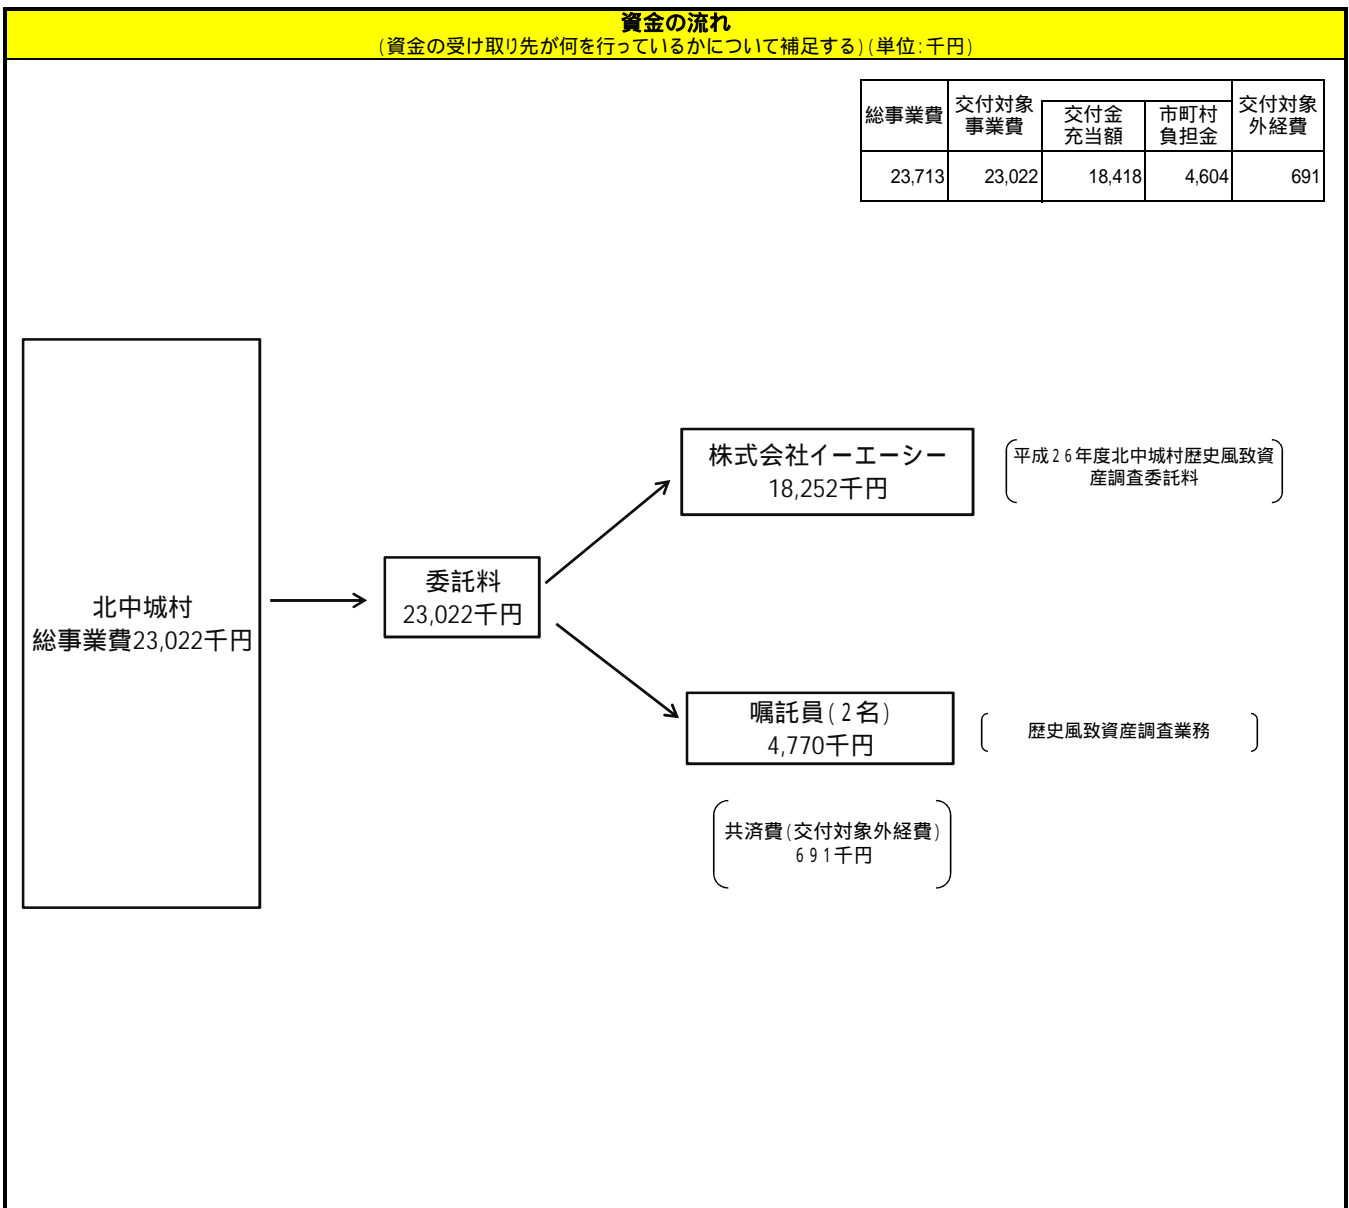 資金の流れ
(資金の受け取り先が何を行っているかについて補足する)(単位:千円)
総事業費 交付対象事業費 交付金充当額 市町村負担金 交付対象外経費
23,713 23,022 18,418 4,604 691
北中城村
総事業費23,022千円
委託料
23,022千円
株式会社イーエーシー
18,252千円
平成26年度北中城村歴史風致資
産調査委託料
嘱託員(2名)
4,770千円
歴史風致資産調査業務
共済費(交付対象外経費)
691千円